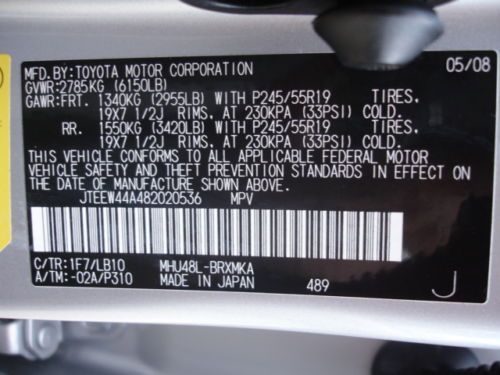 MFD. BY: TOYOTA MOTOR CORPORATION 05/08
GVWR: 2785KG (6150LB)
GAWR: FRT. 1340KG (2955LB) WITH P245/55R19 TIRES,
19X7 1/2J RIMS, AT 230KPA (33PSI) COLD.
RR. 1550KG (3420LB) WITH P245/55R19 TIRES,
19X7 1/2J RIMS, AT 230KPA (33PSI) COLD.
THIS VEHICLE CONFORMS TO ALL APPLICABLE FEDERAL MOTOR
VEHICLE SAFETY AND THEFT PREVENTION STANDARDS IN EFFECT ON
THE DATE OF MANUFACTURE SHOWN ABOVE.
JTEEW44A482020536 MPV
C/TR: 1F7/LB10 MHU48L-BRXMKA
A/TM: -02A/P310 MADE IN JAPAN 489 J